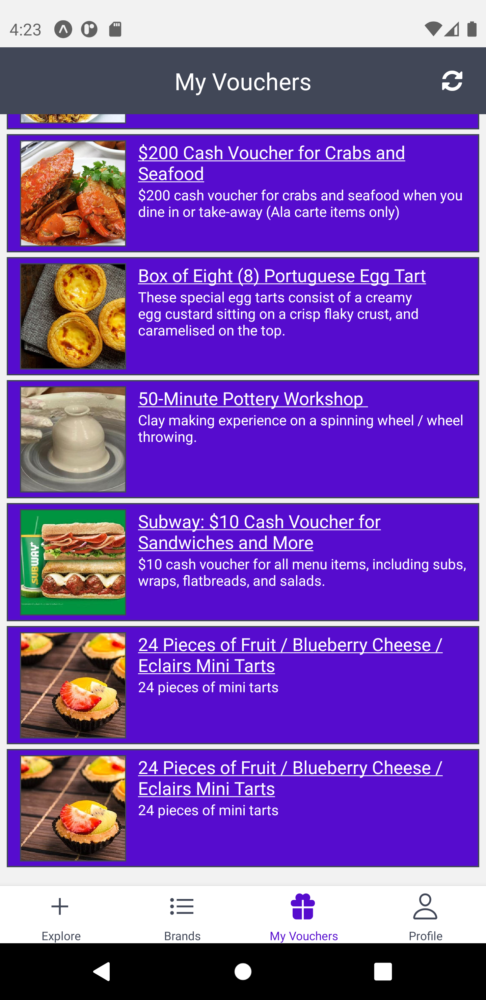 4:23
My Vouchers
$200 Cash Voucher for Crabs and
Seafood
$200 cash voucher for crabs and seafood when you
dine in or take-away (Ala carte items only)
Box of Eight (8) Portuguese Egg Tart
These special egg tarts consist of a creamy
egg custard sitting on a crisp flaky crust, and
caramelised on the top.
50-Minute Pottery Workshop
Clay making experience on a spinning wheel / wheel
throwing.
SUBWAY
Subway: $10 Cash Voucher for
Sandwiches and More
$10 cash voucher for all menu items, including subs,
wraps, flatbreads, and salads.
24 Pieces of Fruit / Blueberry Cheese /
Eclairs Mini Tarts
24 pieces of mini tarts
24 Pieces of Fruit / Blueberry Cheese /
Eclairs Mini Tarts
24 pieces of mini tarts
Explore
Brands
My Vouchers
Profile